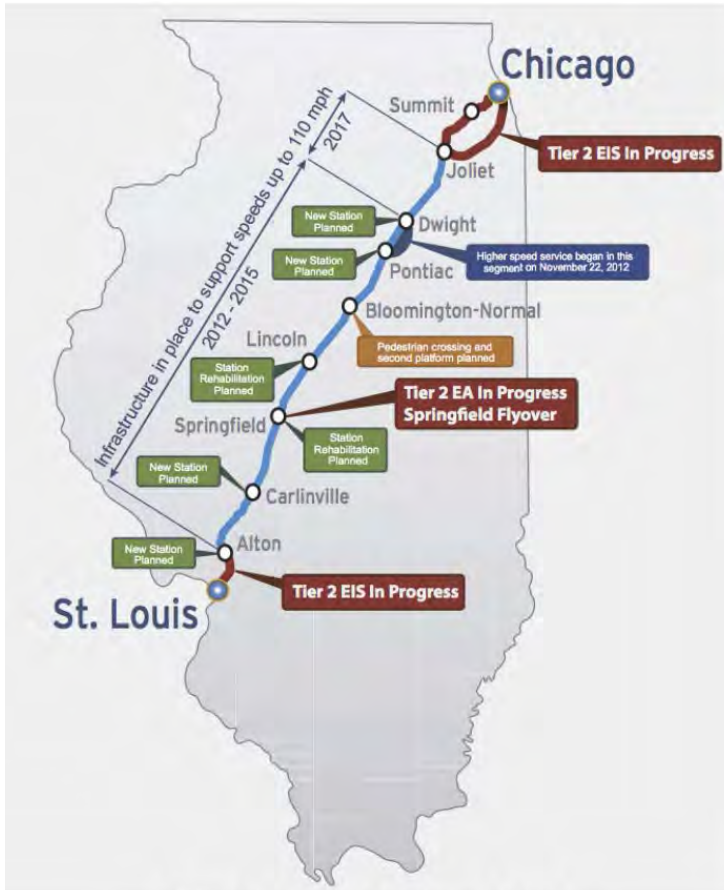 Chicago
Summit
Tier 2 EIS In Progress
Joliet
Infrastructure in place to support speeds up to 110 mph
2017
2012 - 2015
New Station
Planned
Dwight
New Station
Planned
Pontiac
Higher speed service began in this
segment on November 22, 2012
Bloomington-Normal
Pedestrian crossing and
second platform planned
Lincoln
Station
Rehabilitation
Planned
Tier 2 EA In Progress
Springfield Flyover
Springfield
Station
Rehabilitation
Planned
New Station
Planned
Carlinville
New Station
Planned
Alton
Tier 2 EIS In Progress
St. Louis